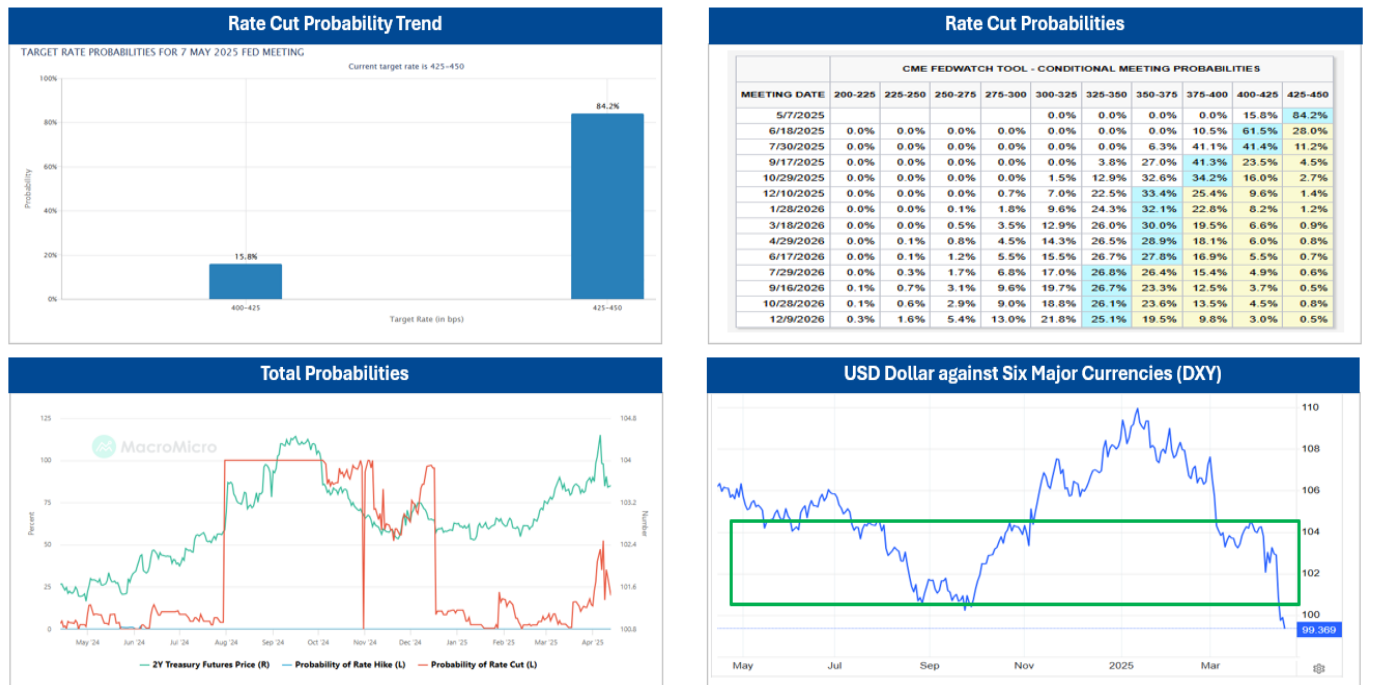 Rate Cut Probability Trend
TARGET RATE PROBABILITIES FOR 7 MAY 2025 FED MEETING
Current target rate is 425–450
100%
80%
60%
40%
20%
0%
Probability
15.8%
84.2%
400–425
425–450
Target Rate (in bps)
Rate Cut Probabilities
CME FEDWATCH TOOL - CONDITIONAL MEETING PROBABILITIES
MEETING DATE 200-225 225-250 250-275 275-300 300-325 325-350 350-375 375-400 400-425 425-450
5/7/2025 0.0% 0.0% 0.0% 0.0% 15.8% 84.2%
6/18/2025 0.0% 0.0% 0.0% 0.0% 0.0% 0.0% 0.0% 10.5% 61.5% 28.0%
7/30/2025 0.0% 0.0% 0.0% 0.0% 0.0% 0.0% 6.3% 41.1% 41.4% 11.2%
9/17/2025 0.0% 0.0% 0.0% 0.0% 0.0% 3.8% 27.0% 41.3% 23.5% 4.5%
10/29/2025 0.0% 0.0% 0.0% 0.0% 1.5% 12.9% 32.6% 34.2% 16.0% 2.7%
12/10/2025 0.0% 0.0% 0.0% 0.7% 7.0% 22.5% 33.4% 25.4% 9.6% 1.4%
1/28/2026 0.0% 0.0% 0.1% 1.8% 9.6% 24.3% 32.1% 22.8% 8.2% 1.2%
3/18/2026 0.0% 0.0% 0.5% 3.5% 12.9% 26.0% 30.0% 19.5% 6.6% 0.9%
4/29/2026 0.0% 0.1% 0.8% 4.5% 14.3% 26.5% 28.9% 18.1% 6.0% 0.8%
6/17/2026 0.0% 0.1% 1.2% 5.5% 15.5% 26.7% 27.8% 16.9% 5.5% 0.7%
7/29/2026 0.0% 0.3% 1.7% 6.8% 17.0% 26.8% 26.4% 15.4% 4.9% 0.6%
9/16/2026 0.1% 0.7% 3.1% 9.6% 19.7% 26.7% 23.3% 12.5% 3.7% 0.5%
10/28/2026 0.1% 0.6% 2.9% 9.0% 18.8% 26.1% 23.6% 13.5% 4.5% 0.8%
12/9/2026 0.3% 1.6% 5.4% 13.0% 21.8% 25.1% 19.5% 9.8% 3.0% 0.5%
Total Probabilities
MacroMicro
125
100
75
50
25
0
Percent
104.8
104
103.2
102.4
101.6
100.8
Number
May '24 Jun '24 Jul '24 Aug '24 Sep '24 Oct '24 Nov '24 Dec '24 Jan '25 Feb '25 Mar '25 Apr '25
2Y Treasury Futures Price (R) Probability of Rate Hike (L) Probability of Rate Cut (L)
USD Dollar against Six Major Currencies (DXY)
110
108
106
104
102
100
99.369
May Jul Sep Nov 2025 Mar